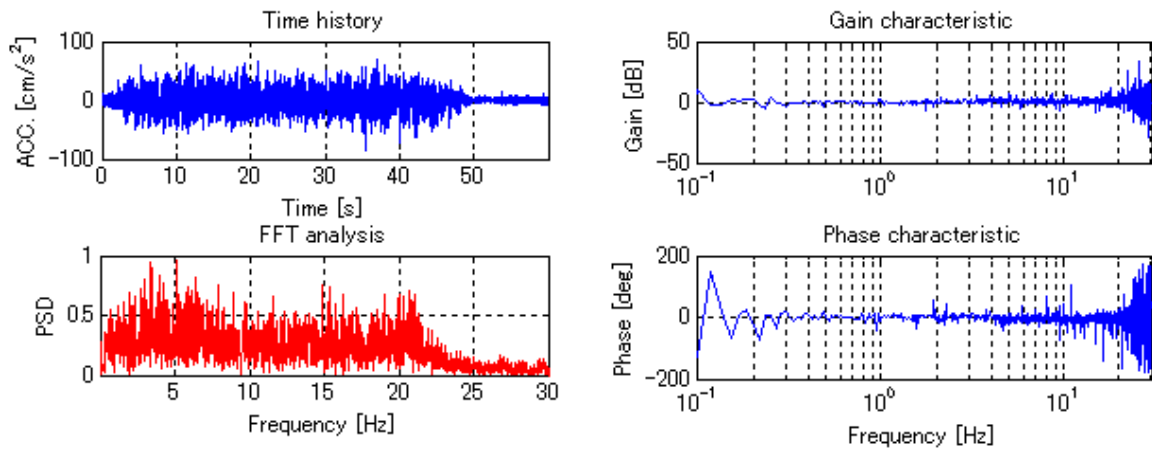 Time history
ACC. [cm/s²]
100
0
-100
0 10 20 30 40 50
Time [s]
Gain characteristic
Gain [dB]
50
0
-50
10⁻¹ 10⁰ 10¹
FFT analysis
PSD
1
0.5
0
5 10 15 20 25 30
Frequency [Hz]
Phase characteristic
Phase [deg]
200
0
-200
10⁻¹ 10⁰ 10¹
Frequency [Hz]